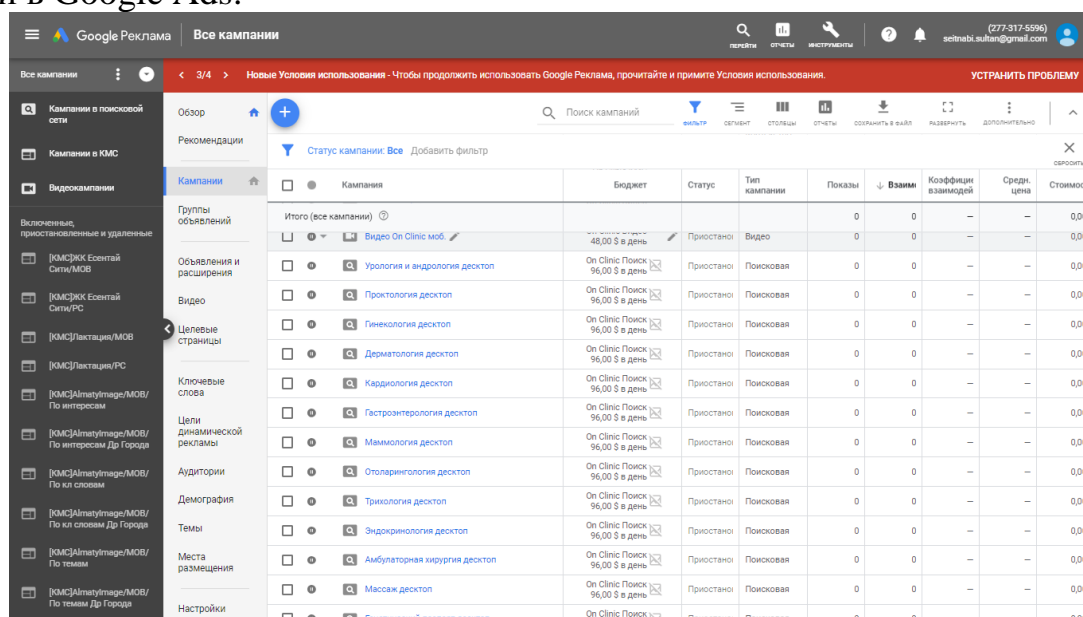 в Google Ads.
Google Реклама
Все кампании
ПЕРЕЙТИ
ОТЧЕТЫ
ИНСТРУМЕНТЫ
(277-317-5596)
seitnabi.sultan@gmail.com
Все кампании
3/4
Новые Условия использования - Чтобы продолжить использовать Google Реклама, прочитайте и примите Условия использования.
УСТРАНИТЬ ПРОБЛЕМУ
Кампании в поисковой
сети
Кампании в КМС
Видеокампании
Включенные,
приостановленные и удаленные
[КМС]ЖК Есентай
Сити/МОВ
[КМС]ЖК Есентай
Сити/PC
[КМС]Лактация/МОВ
[КМС]Лактация/PC
[КМС]AlmatyImage/МОВ/
По интересам
[КМС]AlmatyImage/МОВ/
По интересам Др Города
[КМС]AlmatyImage/МОВ/
По кл словам
[КМС]AlmatyImage/МОВ/
По кл словам Др Города
[КМС]AlmatyImage/МОВ/
По темам
[КМС]AlmatyImage/МОВ/
По темам Др Города
Обзор
Рекомендации
Кампании
Группы
объявлений
Объявления и
расширения
Видео
Целевые
страницы
Ключевые
слова
Цели
динамической
рекламы
Аудитории
Демография
Темы
Места
размещения
Настройки
Поиск кампаний
ФИЛЬТР
СЕГМЕНТ
СТОЛБЦЫ
ОТЧЕТЫ
СОХРАНИТЬ В ФАЙЛ
РАЗВЕРНУТЬ
ДОПОЛНИТЕЛЬНО
Статус кампании: Все Добавить фильтр
СБРОСИТЬ
Кампания Бюджет Статус Тип кампании Показы Взаим Коэффицие взаимодей Средн. цена Стоимос
Итого (все кампании) 0 0 – – 0,0
Видео On Clinic моб. On Clinic Видео 48,00 $ в день Приостано Видео 0 0 – – 0,0
Урология и андрология десктоп On Clinic Поиск 96,00 $ в день Приостано Поисковая 0 0 – – 0,0
Проктология десктоп On Clinic Поиск 96,00 $ в день Приостано Поисковая 0 0 – – 0,0
Гинекология десктоп On Clinic Поиск 96,00 $ в день Приостано Поисковая 0 0 – – 0,0
Дерматология десктоп On Clinic Поиск 96,00 $ в день Приостано Поисковая 0 0 – – 0,0
Кардиология десктоп On Clinic Поиск 96,00 $ в день Приостано Поисковая 0 0 – – 0,0
Гастроэнтерология десктоп On Clinic Поиск 96,00 $ в день Приостано Поисковая 0 0 – – 0,0
Маммология десктоп On Clinic Поиск 96,00 $ в день Приостано Поисковая 0 0 – – 0,0
Отоларингология десктоп On Clinic Поиск 96,00 $ в день Приостано Поисковая 0 0 – – 0,0
Трихология десктоп On Clinic Поиск 96,00 $ в день Приостано Поисковая 0 0 – – 0,0
Эндокринология десктоп On Clinic Поиск 96,00 $ в день Приостано Поисковая 0 0 – – 0,0
Амбулаторная хирургия десктоп On Clinic Поиск 96,00 $ в день Приостано Поисковая 0 0 – – 0,0
Массаж десктоп On Clinic Поиск 96,00 $ в день Приостано Поисковая 0 0 – – 0,0
On Clinic Поиск